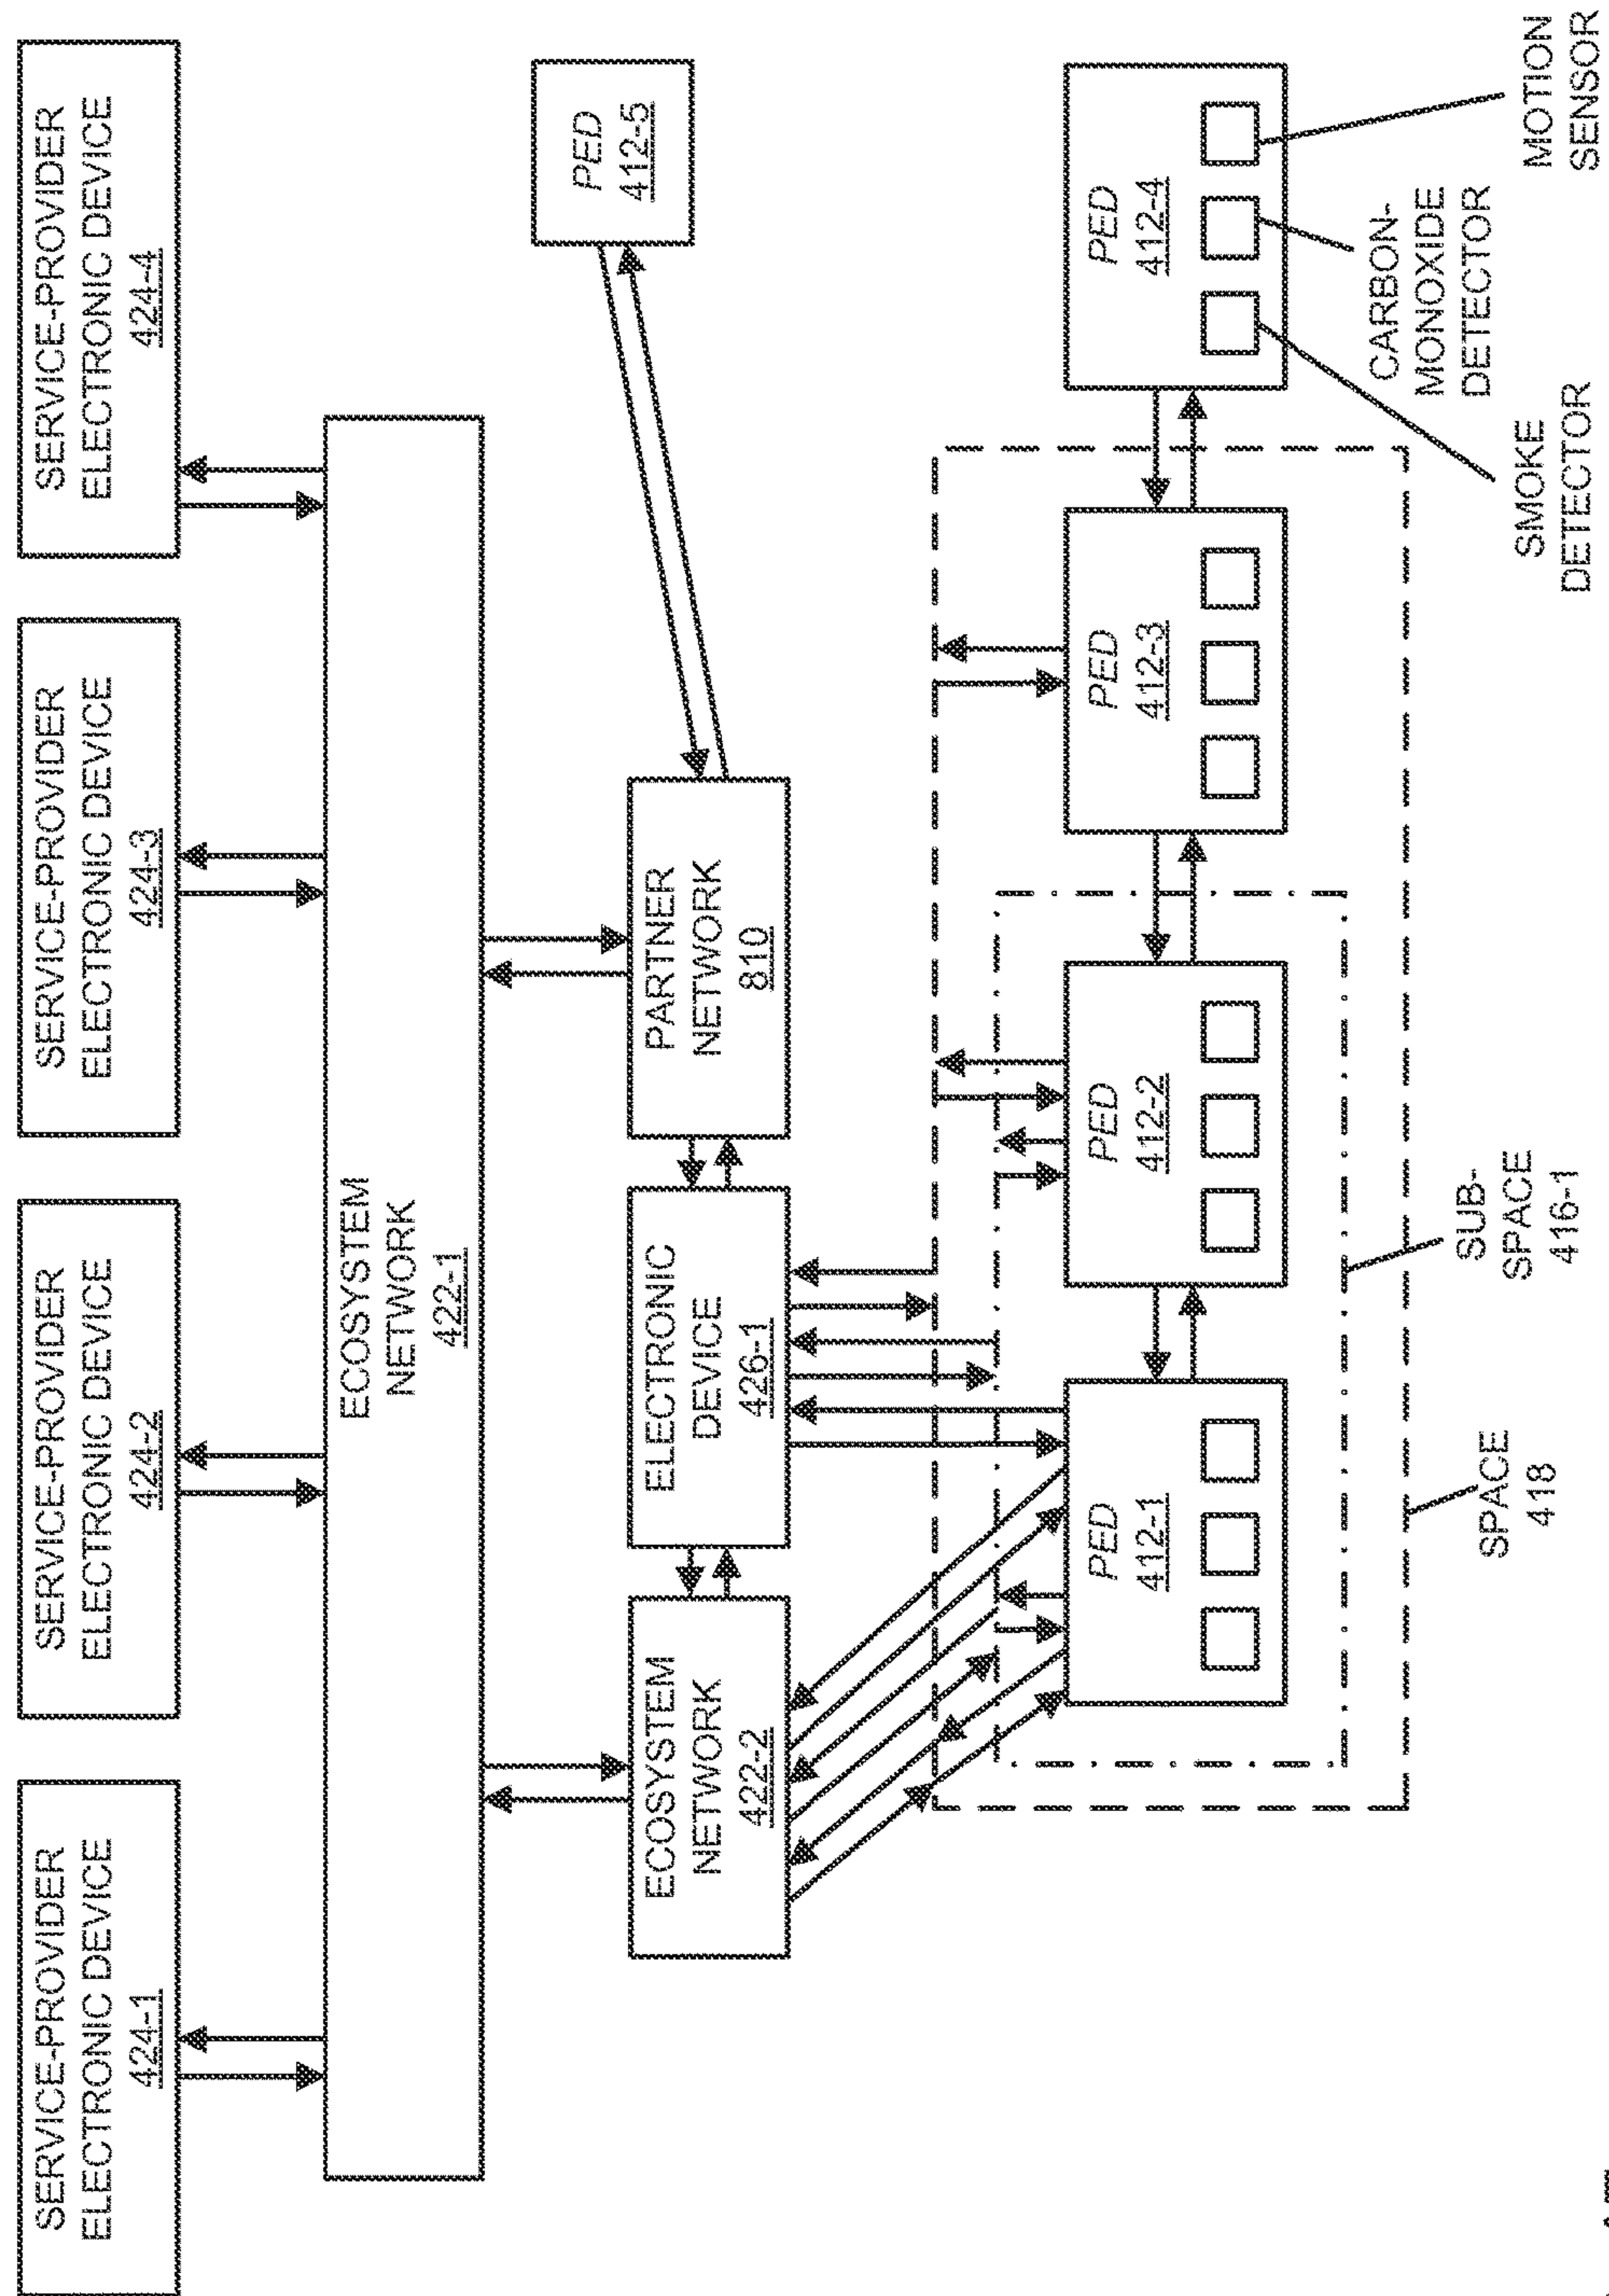 SERVICE-PROVIDER
ELECTRONIC DEVICE
424-1
SERVICE-PROVIDER
ELECTRONIC DEVICE
424-2
SERVICE-PROVIDER
ELECTRONIC DEVICE
424-3
SERVICE-PROVIDER
ELECTRONIC DEVICE
424-4
ECOSYSTEM
NETWORK
422-1
ECOSYSTEM
NETWORK
422-2
ELECTRONIC
DEVICE
426-1
PARTNER
NETWORK
810
PED
412-5
PED
412-1
PED
412-2
PED
412-3
PED
412-4
SPACE
418
SUB-
SPACE
416-1
SMOKE
DETECTOR
CARBON-
MONOXIDE
DETECTOR
MOTION
SENSOR